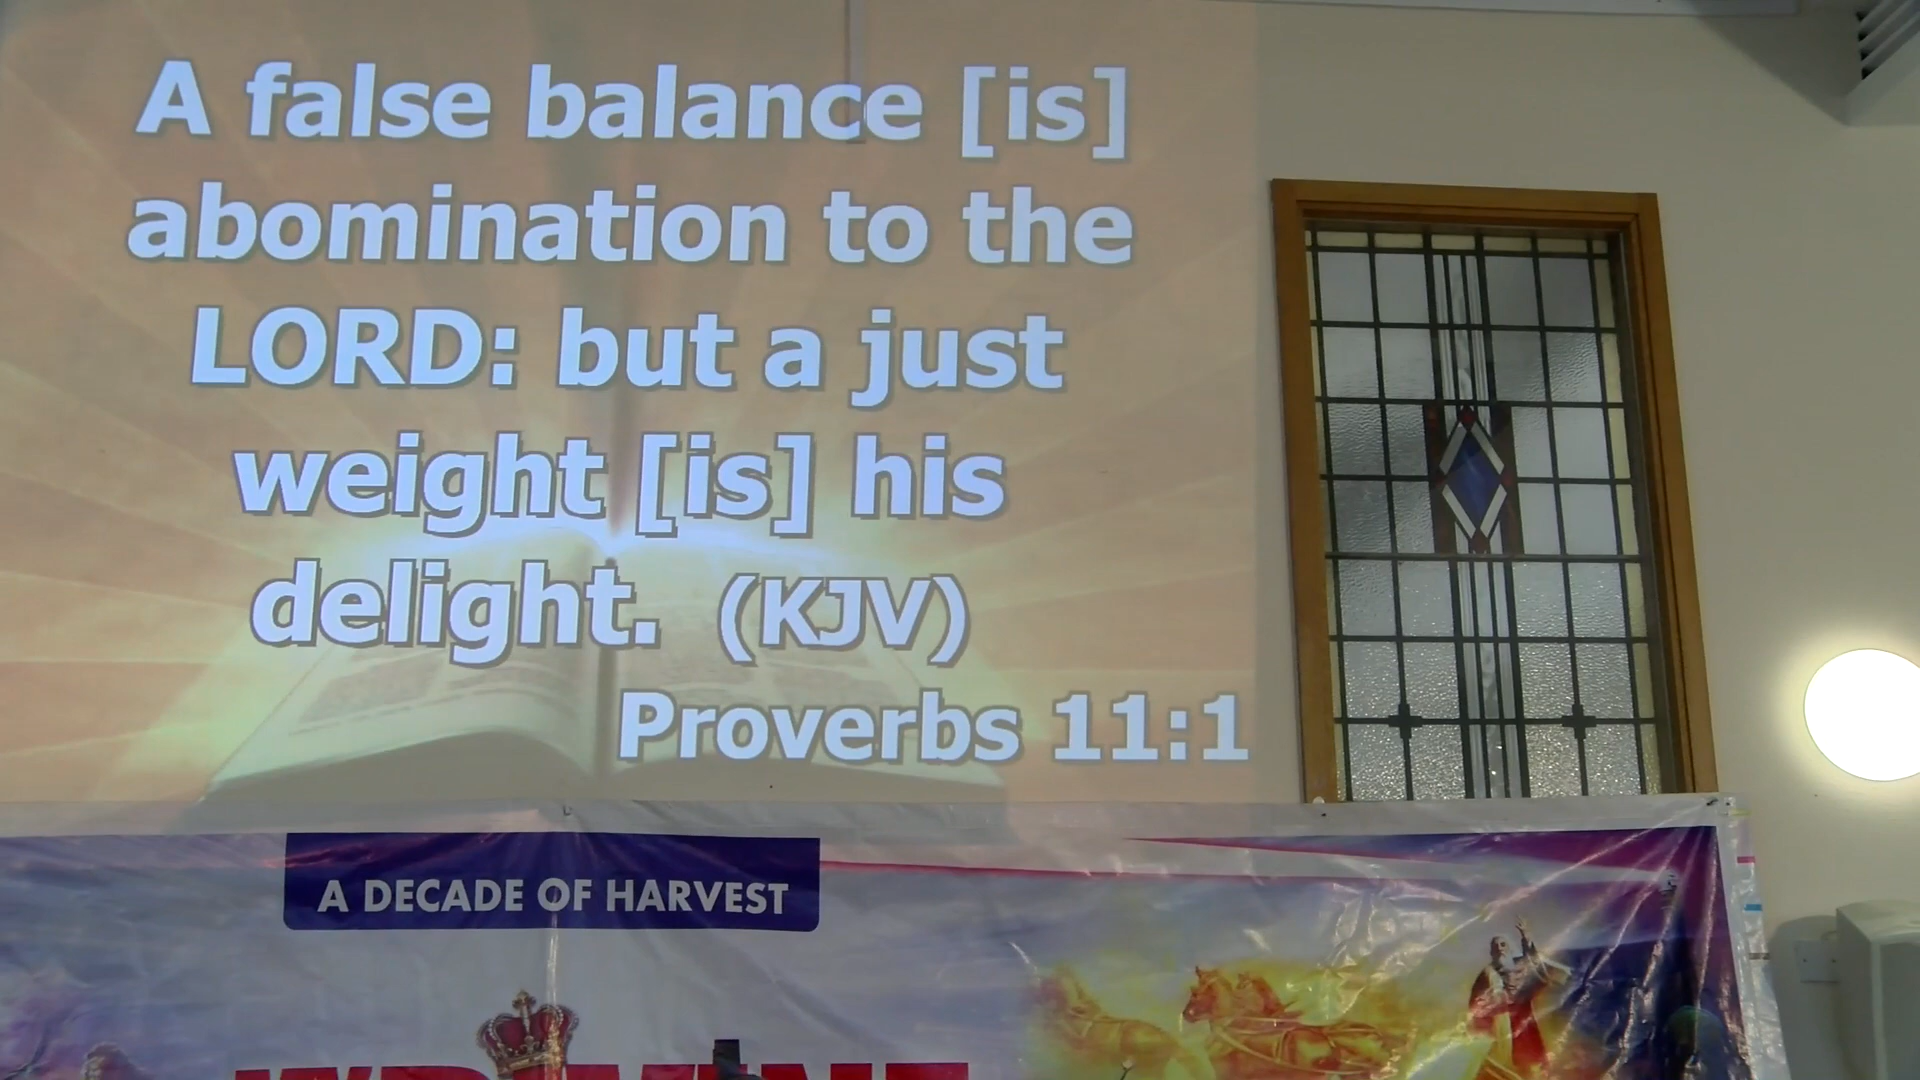 A false balance [is]
abomination to the
LORD: but a just
weight [is] his
delight. (KJV)
Proverbs 11:1
A DECADE OF HARVEST